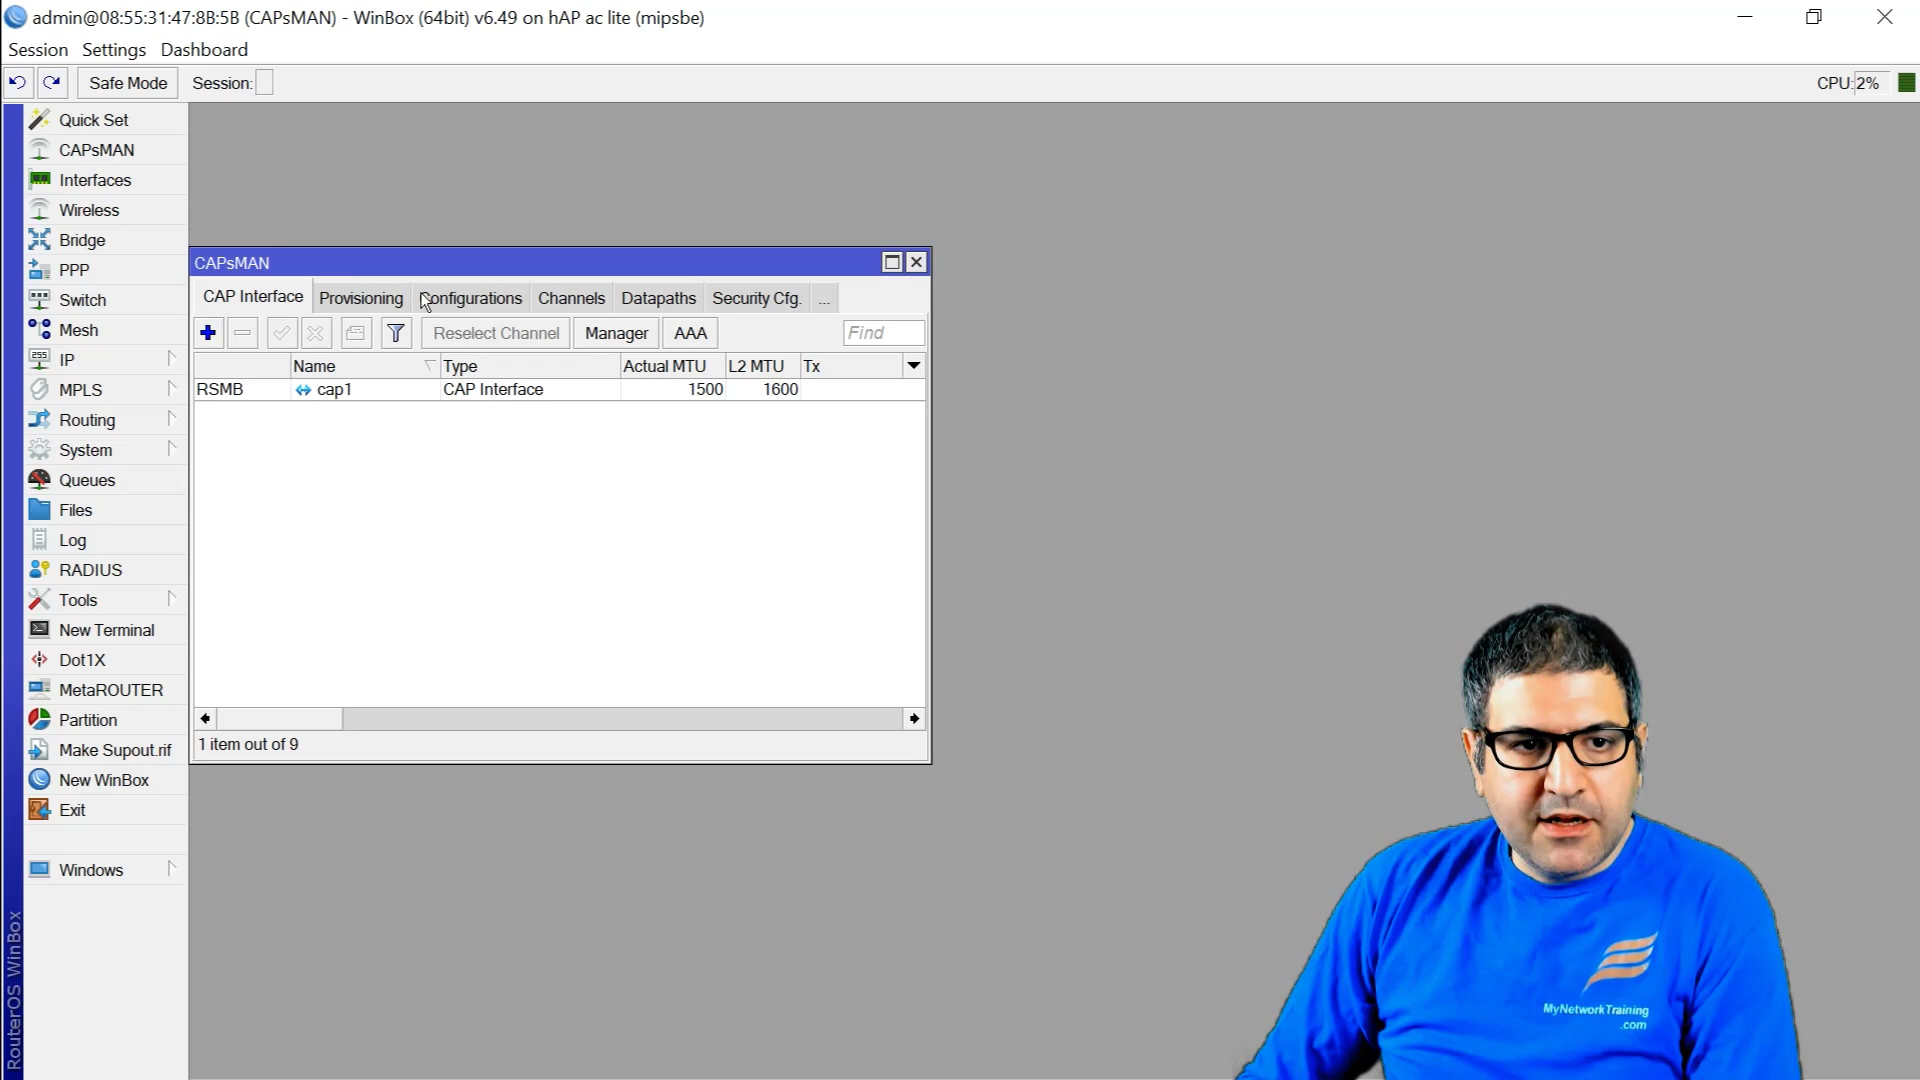 admin@08:55:31:47:8B:5B (CAPsMAN) - WinBox (64bit) v6.49 on hAP ac lite (mipsbe)
Session Settings Dashboard
Safe Mode Session: CPU: 2%
Quick Set
CAPsMAN
Interfaces
Wireless
Bridge
PPP
Switch
Mesh
IP
MPLS
Routing
System
Queues
Files
Log
RADIUS
Tools
New Terminal
Dot1X
MetaROUTER
Partition
Make Supout.rif
New WinBox
Exit
Windows
RouterOS WinBox
CAPsMAN
CAP Interface Provisioning Configurations Channels Datapaths Security Cfg. ...
Reselect Channel Manager AAA Find
Name Type Actual MTU L2 MTU Tx
RSMB cap1 CAP Interface 1500 1600
1 item out of 9
MyNetworkTraining
.com